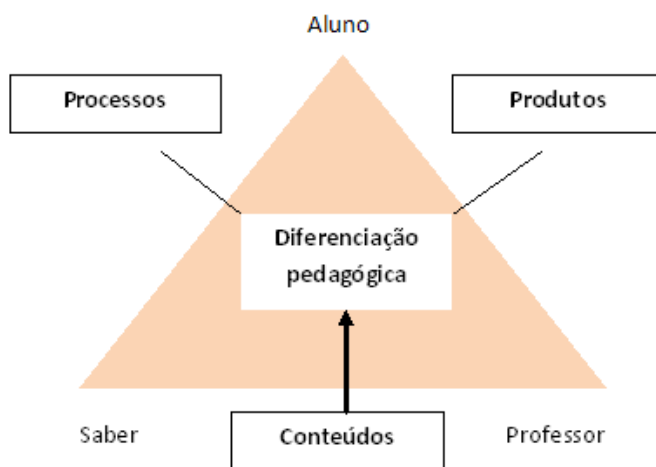 Aluno
Processos
Produtos
Diferenciação
pedagógica
Saber
Conteúdos
Professor